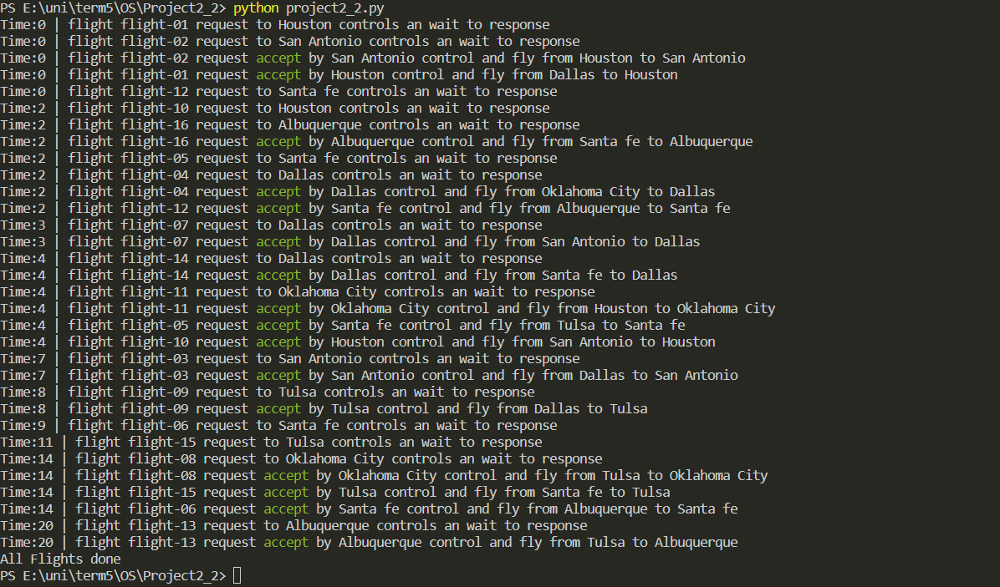 PS E:\uni\term5\OS\Project2_2> python project2_2.py
Time:0 | flight flight-01 request to Houston controls an wait to response
Time:0 | flight flight-02 request to San Antonio controls an wait to response
Time:0 | flight flight-02 request accept by San Antonio control and fly from Houston to San Antonio
Time:0 | flight flight-01 request accept by Houston control and fly from Dallas to Houston
Time:0 | flight flight-12 request to Santa fe controls an wait to response
Time:2 | flight flight-10 request to Houston controls an wait to response
Time:2 | flight flight-16 request to Albuquerque controls an wait to response
Time:2 | flight flight-16 request accept by Albuquerque control and fly from Santa fe to Albuquerque
Time:2 | flight flight-05 request to Santa fe controls an wait to response
Time:2 | flight flight-04 request to Dallas controls an wait to response
Time:2 | flight flight-04 request accept by Dallas control and fly from Oklahoma City to Dallas
Time:2 | flight flight-12 request accept by Santa fe control and fly from Albuquerque to Santa fe
Time:3 | flight flight-07 request to Dallas controls an wait to response
Time:3 | flight flight-07 request accept by Dallas control and fly from San Antonio to Dallas
Time:4 | flight flight-14 request to Dallas controls an wait to response
Time:4 | flight flight-14 request accept by Dallas control and fly from Santa fe to Dallas
Time:4 | flight flight-11 request to Oklahoma City controls an wait to response
Time:4 | flight flight-11 request accept by Oklahoma City control and fly from Houston to Oklahoma City
Time:4 | flight flight-05 request accept by Santa fe control and fly from Tulsa to Santa fe
Time:4 | flight flight-10 request accept by Houston control and fly from San Antonio to Houston
Time:7 | flight flight-03 request to San Antonio controls an wait to response
Time:7 | flight flight-03 request accept by San Antonio control and fly from Dallas to San Antonio
Time:8 | flight flight-09 request to Tulsa controls an wait to response
Time:8 | flight flight-09 request accept by Tulsa control and fly from Dallas to Tulsa
Time:9 | flight flight-06 request to Santa fe controls an wait to response
Time:11 | flight flight-15 request to Tulsa controls an wait to response
Time:14 | flight flight-08 request to Oklahoma City controls an wait to response
Time:14 | flight flight-08 request accept by Oklahoma City control and fly from Tulsa to Oklahoma City
Time:14 | flight flight-15 request accept by Tulsa control and fly from Santa fe to Tulsa
Time:14 | flight flight-06 request accept by Santa fe control and fly from Albuquerque to Santa fe
Time:20 | flight flight-13 request to Albuquerque controls an wait to response
Time:20 | flight flight-13 request accept by Albuquerque control and fly from Tulsa to Albuquerque
All Flights done
PS E:\uni\term5\OS\Project2_2>